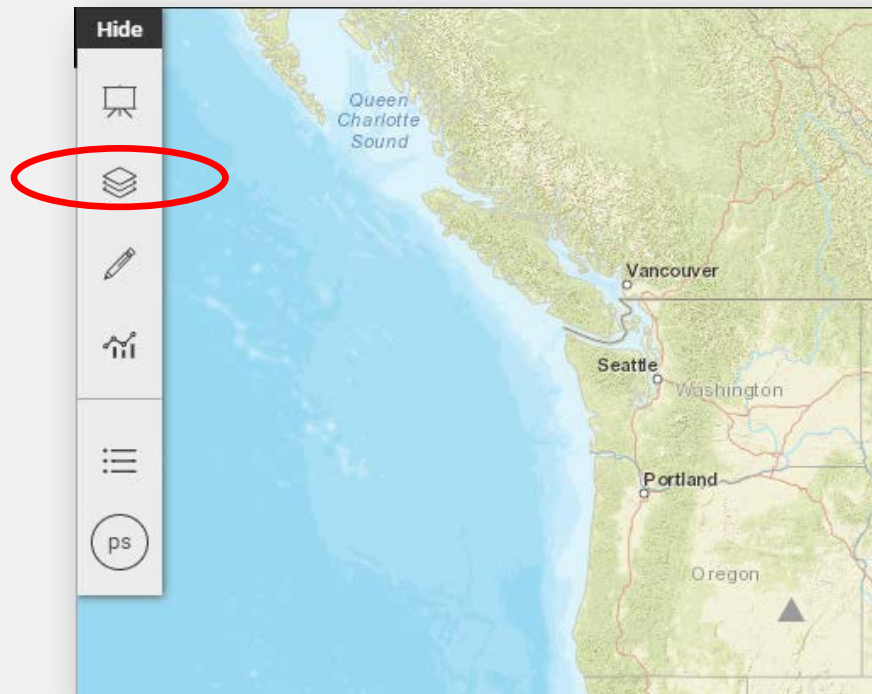 Hide
Queen
Charlotte
Sound
Vancouver
Seattle
Washington
Portland
ps
Oregon